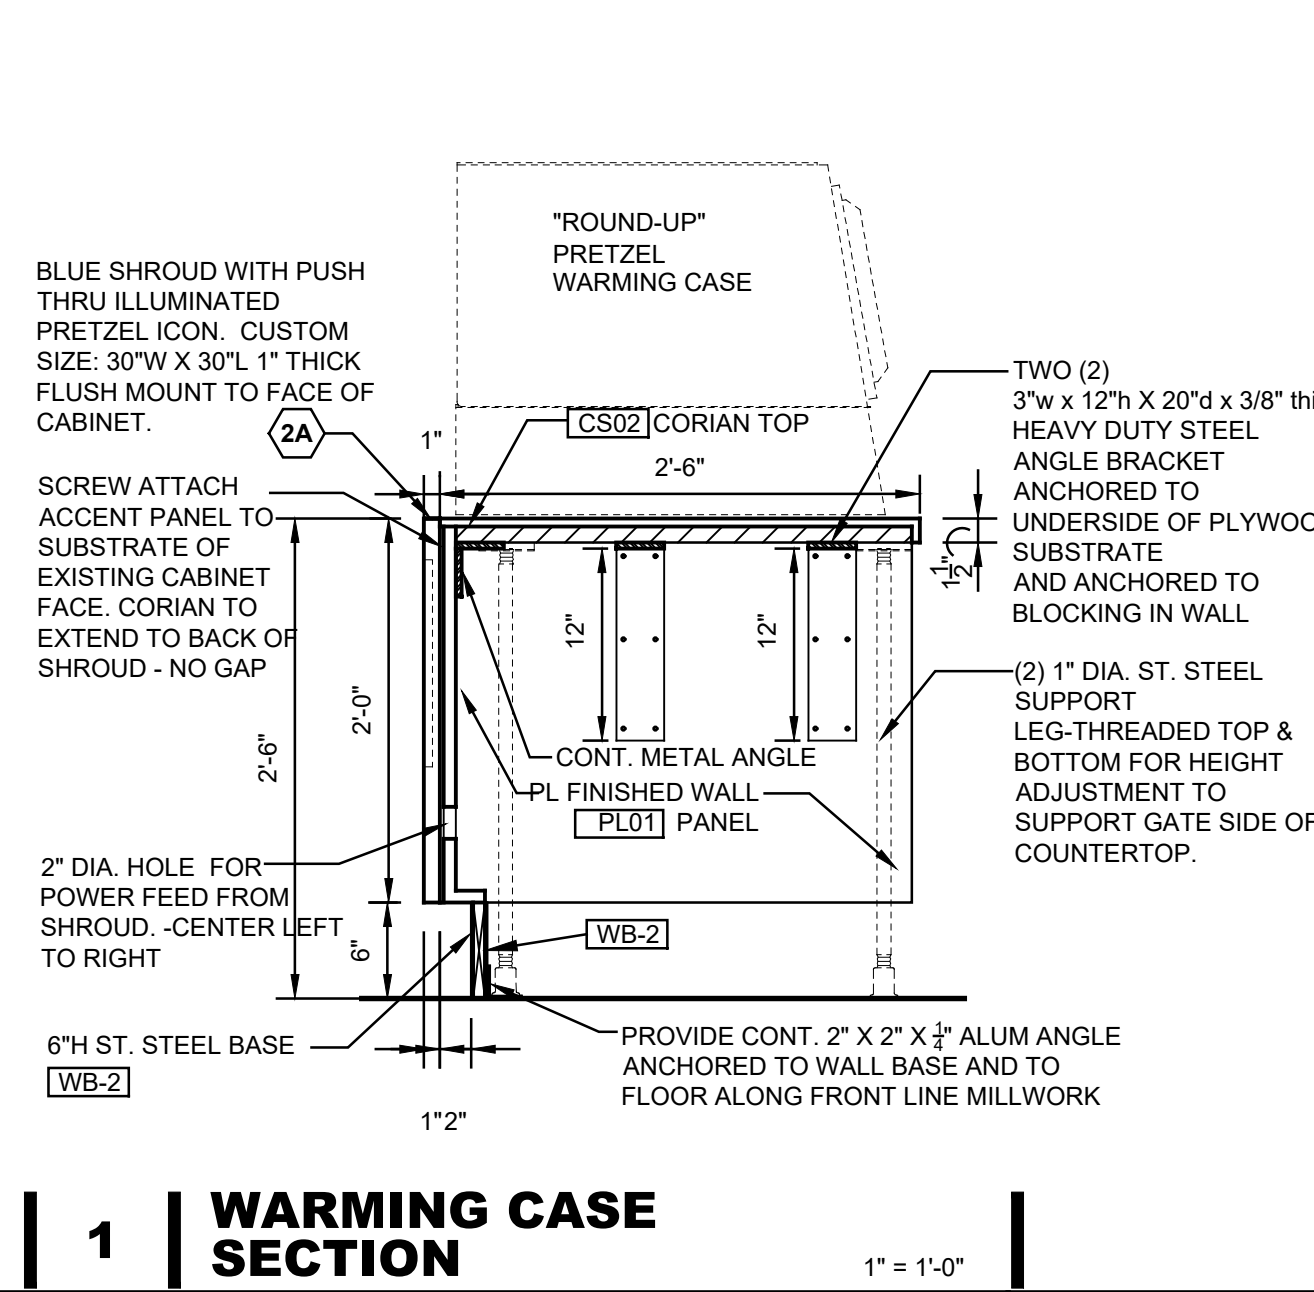 "ROUND-UP"
PRETZEL
WARMING CASE
BLUE SHROUD WITH PUSH
THRU ILLUMINATED
PRETZEL ICON. CUSTOM
SIZE: 30"W X 30"L 1" THICK
FLUSH MOUNT TO FACE OF
CABINET.
2A
SCREW ATTACH
ACCENT PANEL TO
SUBSTRATE OF
EXISTING CABINET
FACE. CORIAN TO
EXTEND TO BACK OF
SHROUD - NO GAP
1"
CS02 CORIAN TOP
2'-6"
TWO (2)
3"w x 12"h X 20"d x 3/8" thi
HEAVY DUTY STEEL
ANGLE BRACKET
ANCHORED TO
UNDERSIDE OF PLYWOO
SUBSTRATE
AND ANCHORED TO
BLOCKING IN WALL
1 1/2"
12"
12"
2'-0"
2'-6"
(2) 1" DIA. ST. STEEL
SUPPORT
LEG-THREADED TOP &
BOTTOM FOR HEIGHT
ADJUSTMENT TO
SUPPORT GATE SIDE OF
COUNTERTOP.
CONT. METAL ANGLE
PL FINISHED WALL
PL01 PANEL
2" DIA. HOLE FOR
POWER FEED FROM
SHROUD. -CENTER LEFT
TO RIGHT
6"
WB-2
6"H ST. STEEL BASE
WB-2
PROVIDE CONT. 2" X 2" X 1/4" ALUM ANGLE
ANCHORED TO WALL BASE AND TO
FLOOR ALONG FRONT LINE MILLWORK
1" 2"
1
WARMING CASE
SECTION
1" = 1'-0"